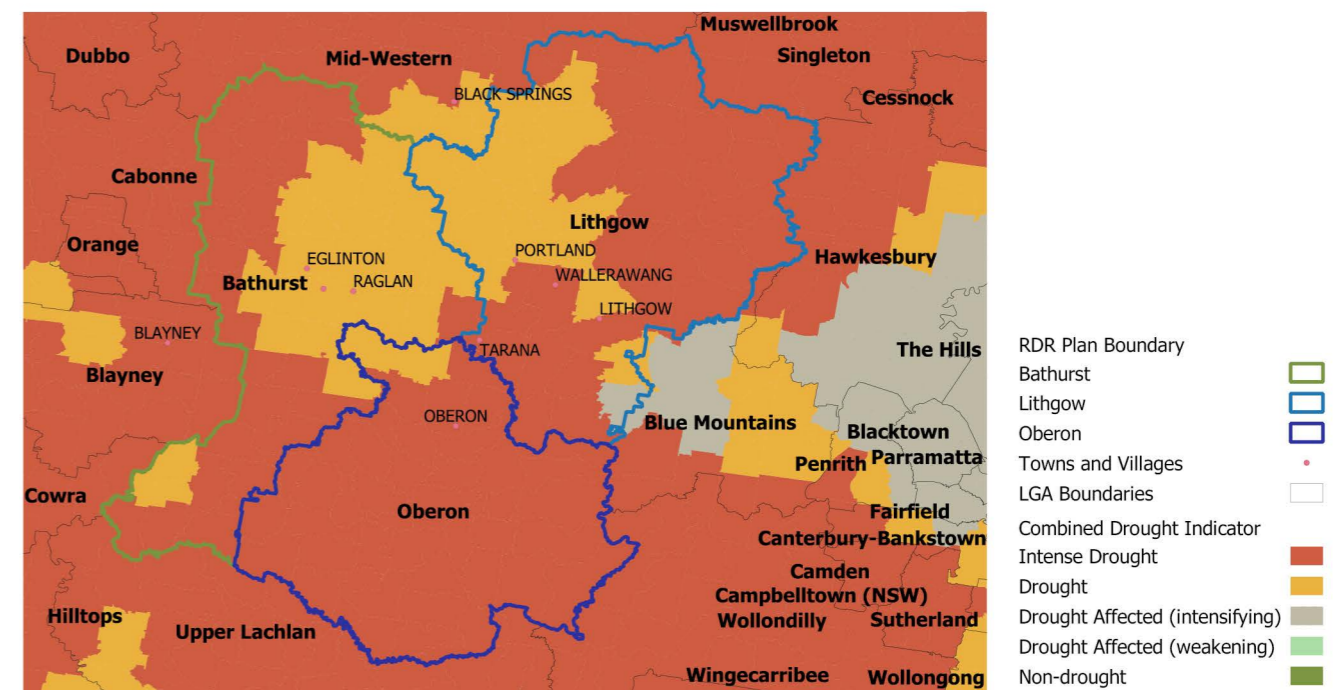 Muswellbrook
Dubbo
Mid-Western
Singleton
BLACK SPRINGS
Cessnock
Cabonne
Lithgow
Orange
PORTLAND
Hawkesbury
EGLINTON
WALLERAWANG
Bathurst
RAGLAN
LITHGOW
BLAYNEY
TARANA
The Hills
Blayney
OBERON
Blue Mountains
Blacktown
Penrith
Parramatta
Cowra
Oberon
Fairfield
Canterbury-Bankstown
Camden
Campbelltown (NSW)
Hilltops
Upper Lachlan
Wollondilly
Sutherland
Wingecarribee
Wollongong
RDR Plan Boundary
Bathurst
Lithgow
Oberon
Towns and Villages
LGA Boundaries
Combined Drought Indicator
Intense Drought
Drought
Drought Affected (intensifying)
Drought Affected (weakening)
Non-drought